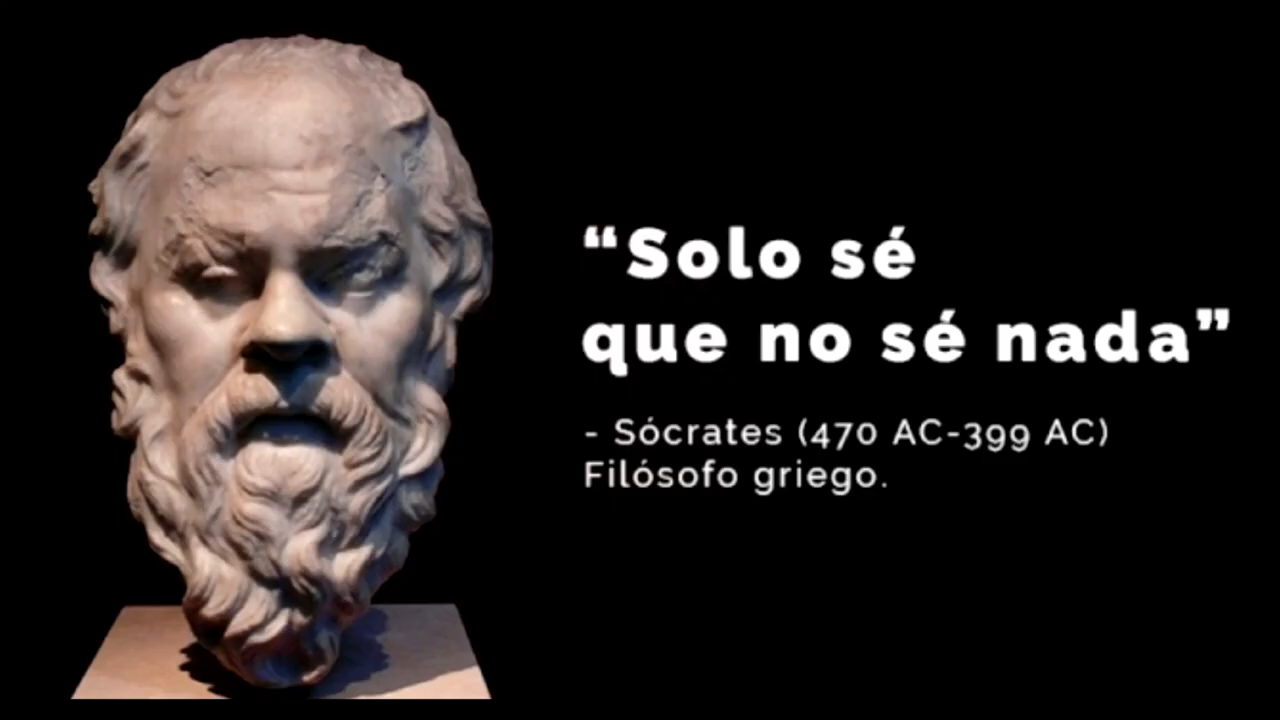 “Solo sé
que no sé nada”
- Sócrates (470 AC-399 AC)
Filósofo griego.